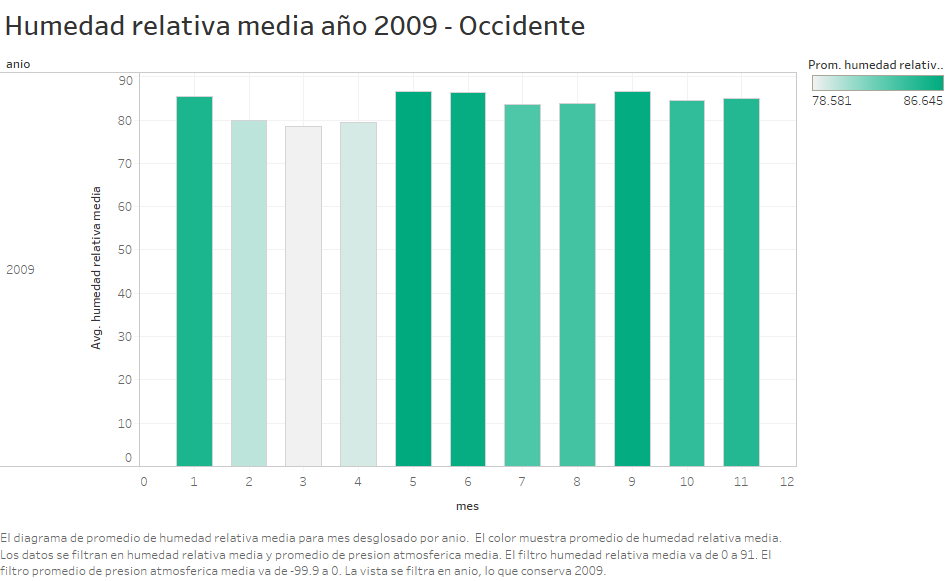 Humedad relativa media año 2009 - Occidente
anio
Prom. humedad relativ..
78.581 86.645
90
80
70
60
50
40
30
20
10
0
Avg. humedad relativa media
2009
0 1 2 3 4 5 6 7 8 9 10 11 12
mes
El diagrama de promedio de humedad relativa media para mes desglosado por anio.  El color muestra promedio de humedad relativa media.
Los datos se filtran en humedad relativa media y promedio de presion atmosferica media. El filtro humedad relativa media va de 0 a 91. El
filtro promedio de presion atmosferica media va de -99.9 a 0. La vista se filtra en anio, lo que conserva 2009.